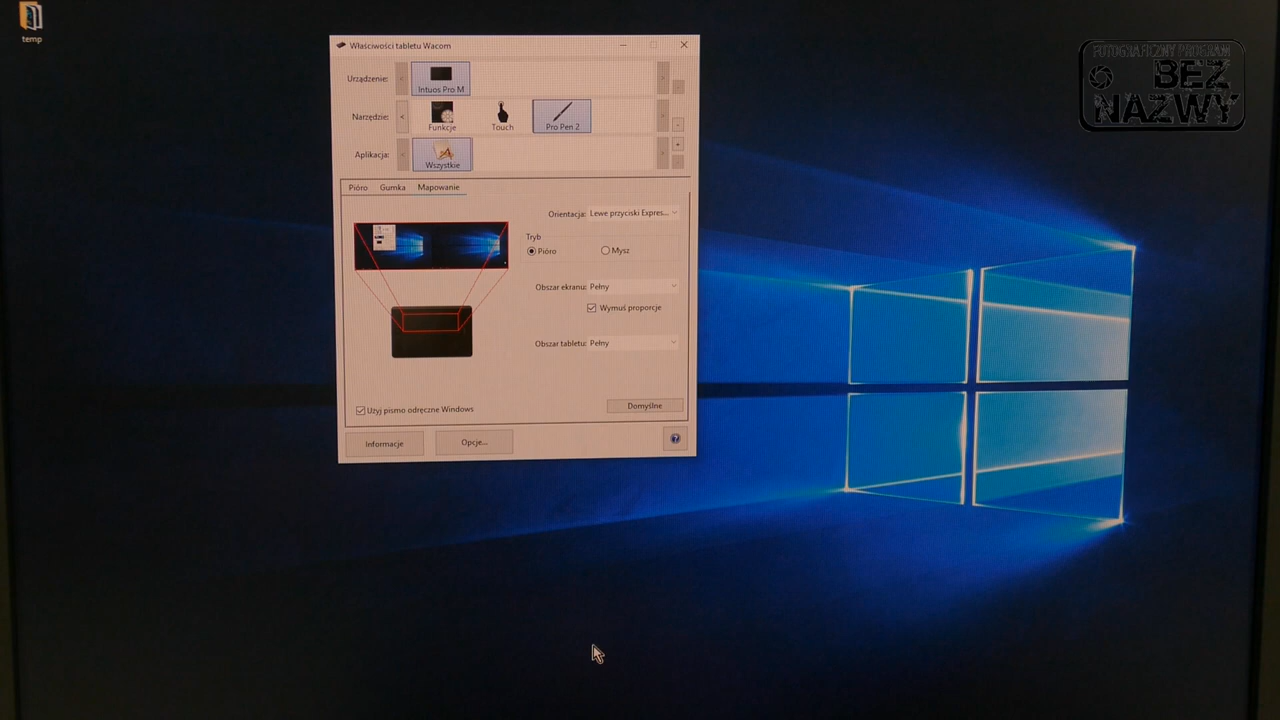 temp
Właściwości tabletu Wacom
FOTOGRAFICZNY PROGRAM
BEZ
NAZWY
Urządzenie:
Intuos Pro M
Narzędzie:
Funkcje
Touch
Pro Pen 2
Aplikacja:
Wszystkie
Pióro Gumka Mapowanie
Orientacja: Lewe przyciski Expres...
Tryb
Pióro Mysz
Obszar ekranu: Pełny
Wymuś proporcje
Obszar tabletu: Pełny
Użyj pismo odręczne Windows
Domyślne
Informacje
Opcje...
?